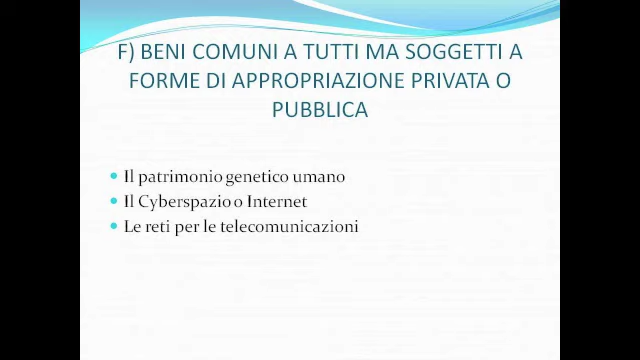 F) BENI COMUNI A TUTTI MA SOGGETTI A
FORME DI APPROPRIAZIONE PRIVATA O
PUBBLICA
Il patrimonio genetico umano
Il Cyberspazio o Internet
Le reti per le telecomunicazioni